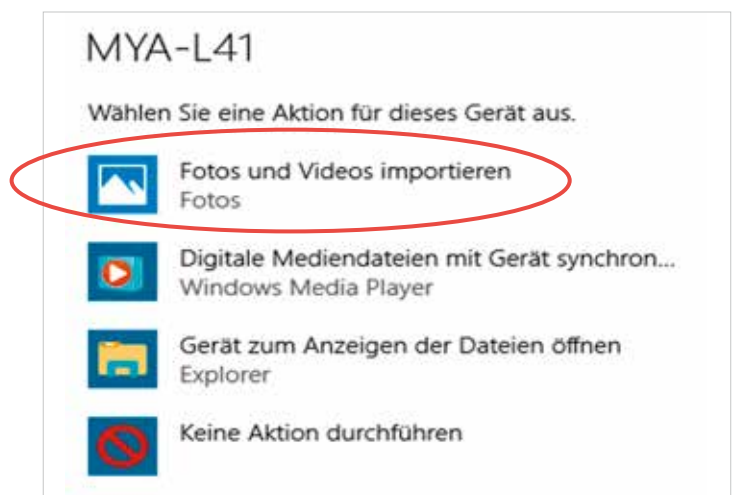 MYA-L41
Wählen Sie eine Aktion für dieses Gerät aus.
Fotos und Videos importieren
Fotos
Digitale Mediendateien mit Gerät synchron...
Windows Media Player
Gerät zum Anzeigen der Dateien öffnen
Explorer
Keine Aktion durchführen